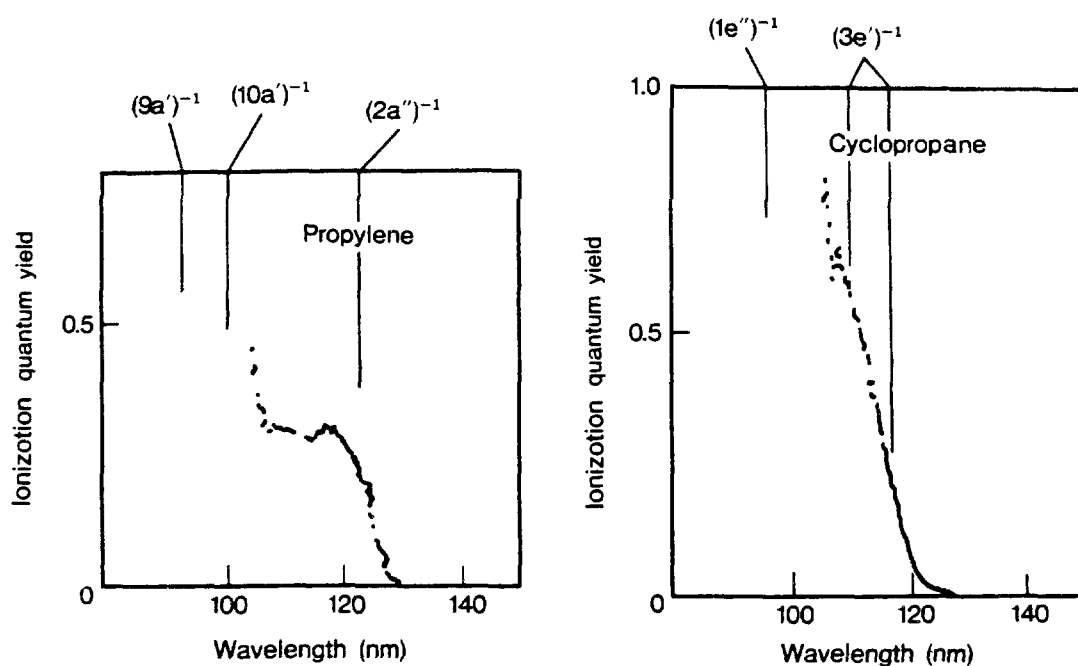 (9a′)⁻¹
(10a′)⁻¹
(2a″)⁻¹
Propylene
Ionizotion quantum yield
0.5
0
100
120
140
Wavelength (nm)
(1e″)⁻¹
(3e′)⁻¹
1.0
Cyclopropane
Ionizotion quantum yield
0.5
0
100
120
140
Wavelength (nm)